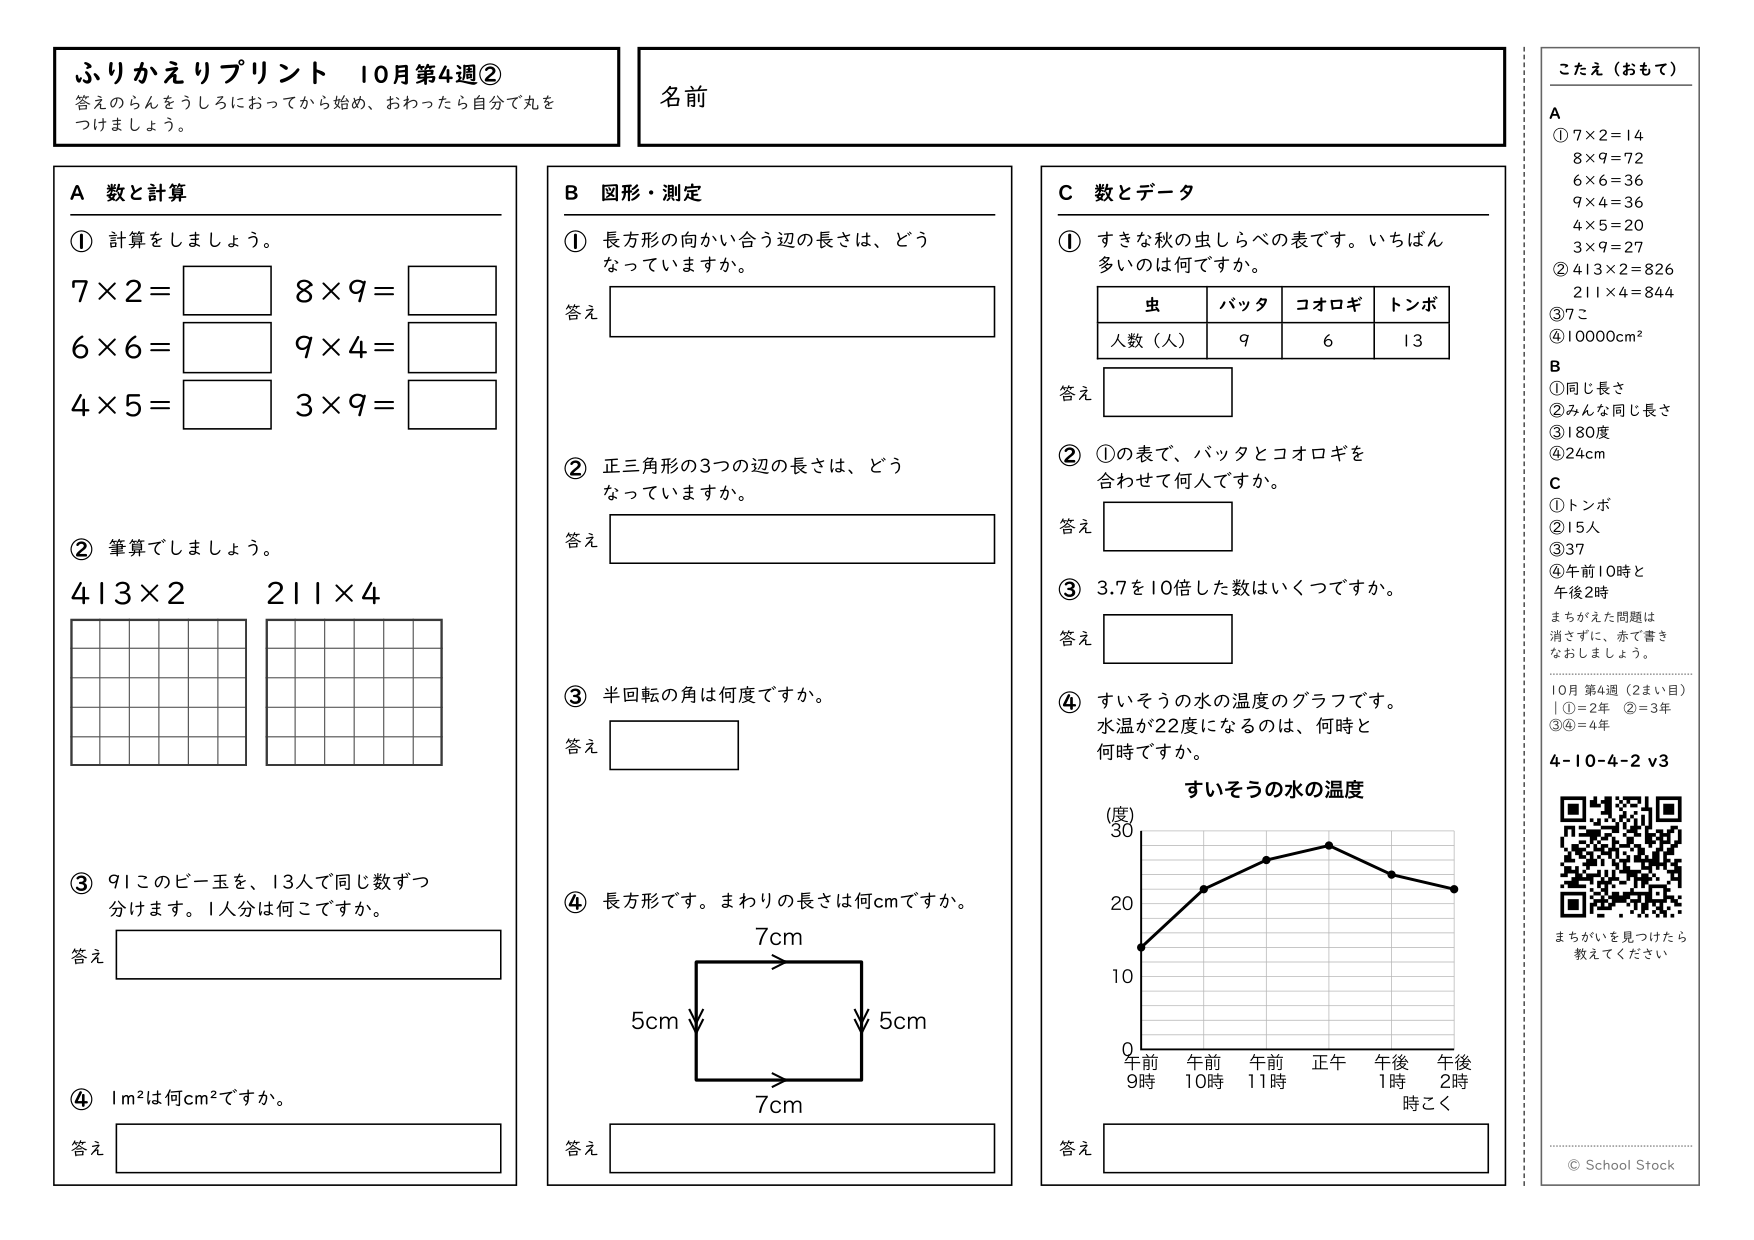 ふりかえりプリント　10月第4週②
答えのらんをうしろにおってから始め、おわったら自分で丸を
つけましょう。
名前
A　数と計算
① 計算をしましょう。
7×2＝　8×9＝
6×6＝　9×4＝
4×5＝　3×9＝
② 筆算でしましょう。
413×2　211×4
③ 91このビー玉を、13人で同じ数ずつ
分けます。1人分は何こですか。
答え
④ 1m²は何cm²ですか。
答え
B　図形・測定
① 長方形の向かい合う辺の長さは、どう
なっていますか。
答え
② 正三角形の3つの辺の長さは、どう
なっていますか。
答え
③ 半回転の角は何度ですか。
答え
④ 長方形です。まわりの長さは何cmですか。
7cm
5cm　5cm
7cm
答え
C　数とデータ
① すきな秋の虫しらべの表です。いちばん
多いのは何ですか。
虫　バッタ　コオロギ　トンボ
人数（人）　9　6　13
答え
② ①の表で、バッタとコオロギを
合わせて何人ですか。
答え
③ 3.7を10倍した数はいくつですか。
答え
④ すいそうの水の温度のグラフです。
水温が22度になるのは、何時と
何時ですか。
すいそうの水の温度
(度)
30
20
10
0
午前　午前　午前　正午　午後　午後
9時　10時　11時　1時　2時
時こく
答え
こたえ（おもて）
A
①7×2＝14
8×9＝72
6×6＝36
9×4＝36
4×5＝20
3×9＝27
②413×2＝826
211×4＝844
③7こ
④10000cm²
B
①同じ長さ
②みんな同じ長さ
③180度
④24cm
C
①トンボ
②15人
③37
④午前10時と
午後2時
まちがえた問題は
消さずに、赤で書き
なおしましょう。
10月 第4週（2まい目）
｜①＝2年　②＝3年
③④＝4年
4-10-4-2 v3
まちがいを見つけたら
教えてください
© School Stock